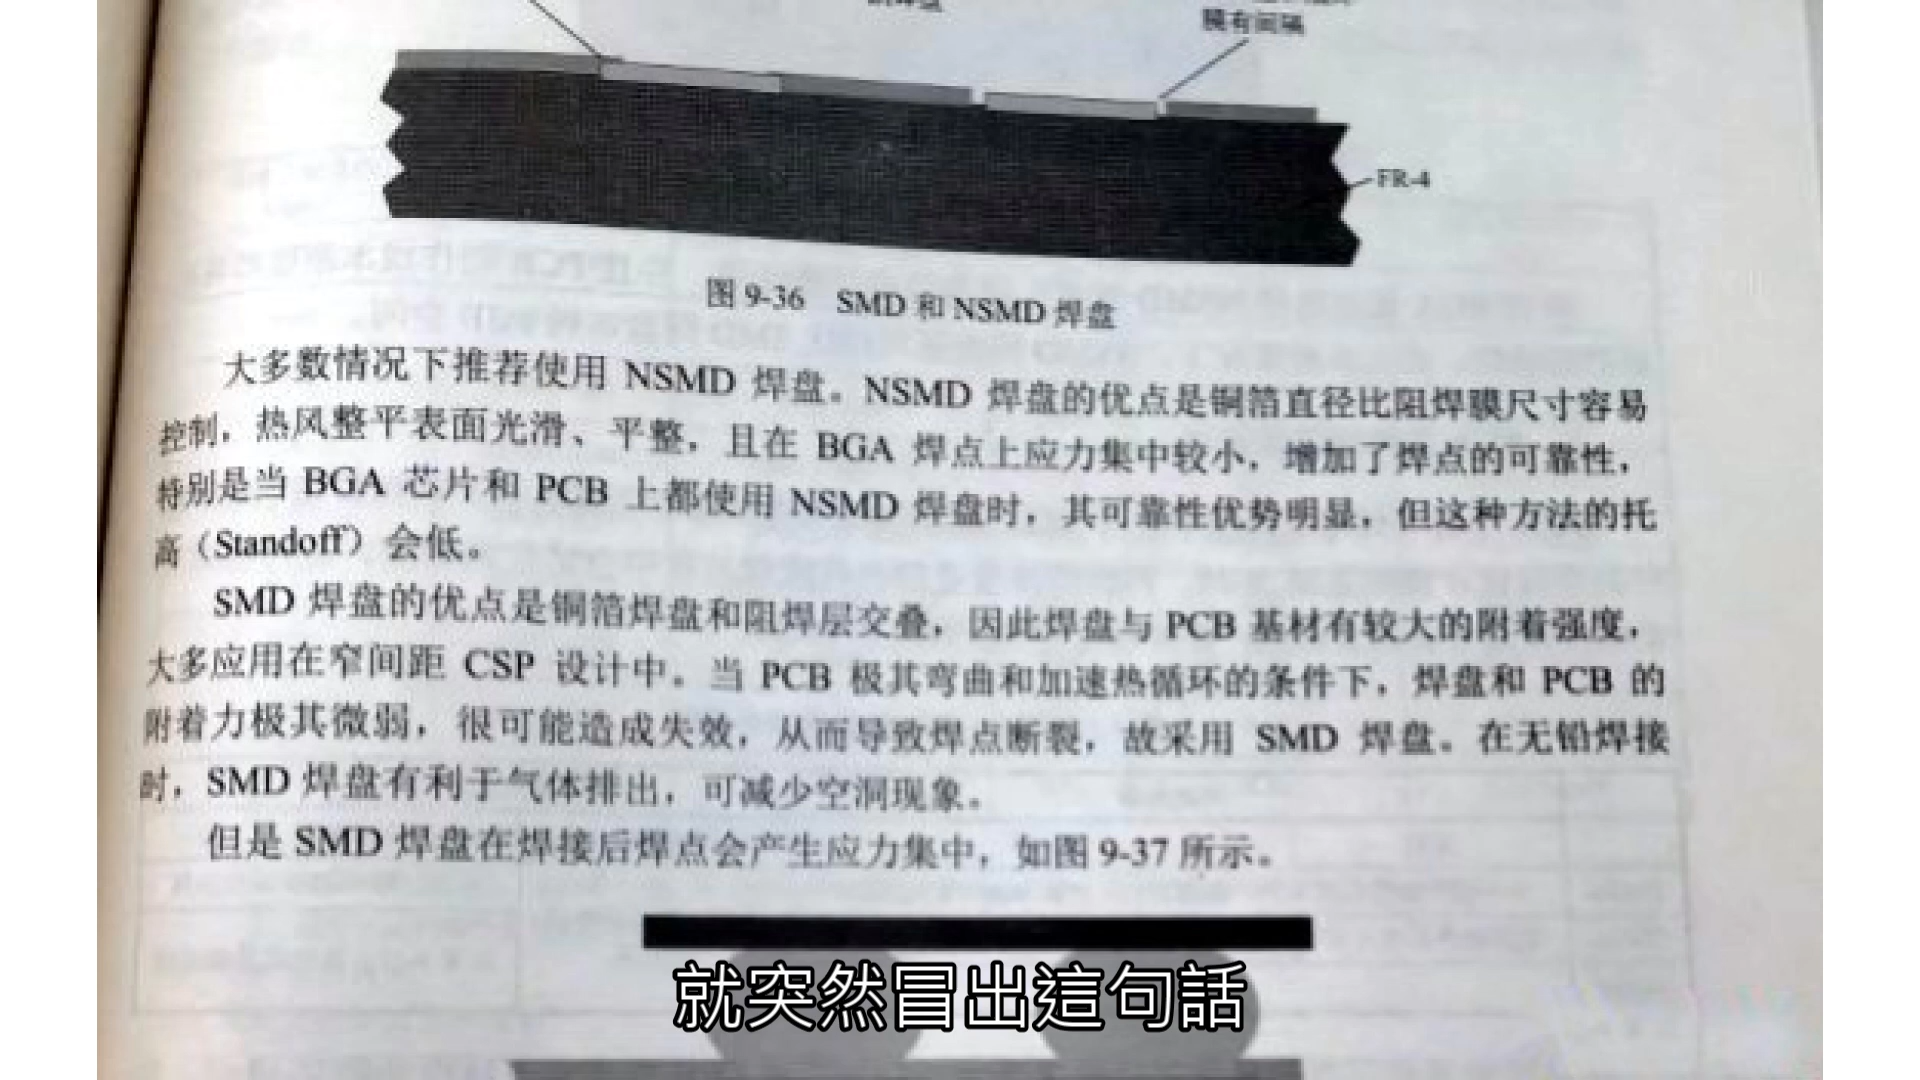 膜有间隔
FR-4
图 9-36 SMD 和 NSMD 焊盘
大多数情况下推荐使用 NSMD 焊盘。NSMD 焊盘的优点是铜箔直径比阻焊膜尺寸容易
控制，热风整平表面光滑、平整，且在 BGA 焊点上应力集中较小，增加了焊点的可靠性，
特别是当 BGA 芯片和 PCB 上都使用 NSMD 焊盘时，其可靠性优势明显，但这种方法的托
高（Standoff）会低。
SMD 焊盘的优点是铜箔焊盘和阻焊层交叠，因此焊盘与 PCB 基材有较大的附着强度，
大多应用在窄间距 CSP 设计中。当 PCB 极其弯曲和加速热循环的条件下，焊盘和 PCB 的
附着力极其微弱，很可能造成失效，从而导致焊点断裂，故采用 SMD 焊盘。在无铅焊接
时，SMD 焊盘有利于气体排出，可减少空洞现象。
但是 SMD 焊盘在焊接后焊点会产生应力集中，如图 9-37 所示。
就突然冒出這句話